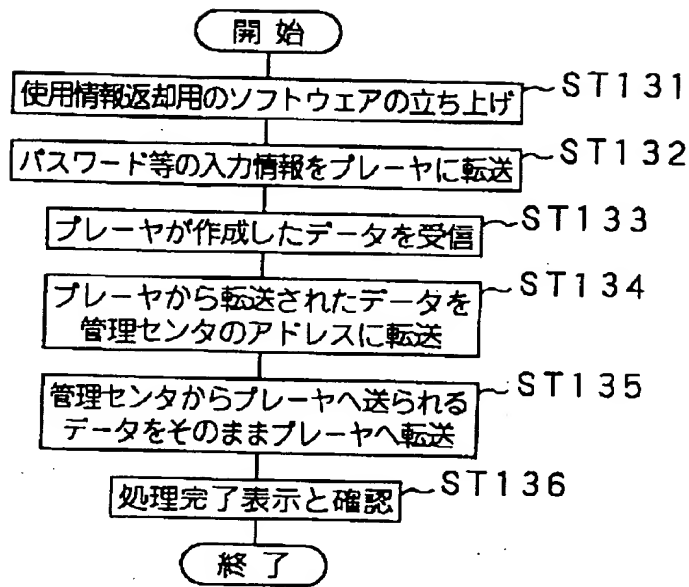 開始
使用情報返却用のソフトウェアの立ち上げ
ST131
パスワード等の入力情報をプレーヤに転送
ST132
プレーヤが作成したデータを受信
ST133
プレーヤから転送されたデータを
管理センタのアドレスに転送
ST134
管理センタからプレーヤへ送られる
データをそのままプレーヤへ転送
ST135
処理完了表示と確認
ST136
終了